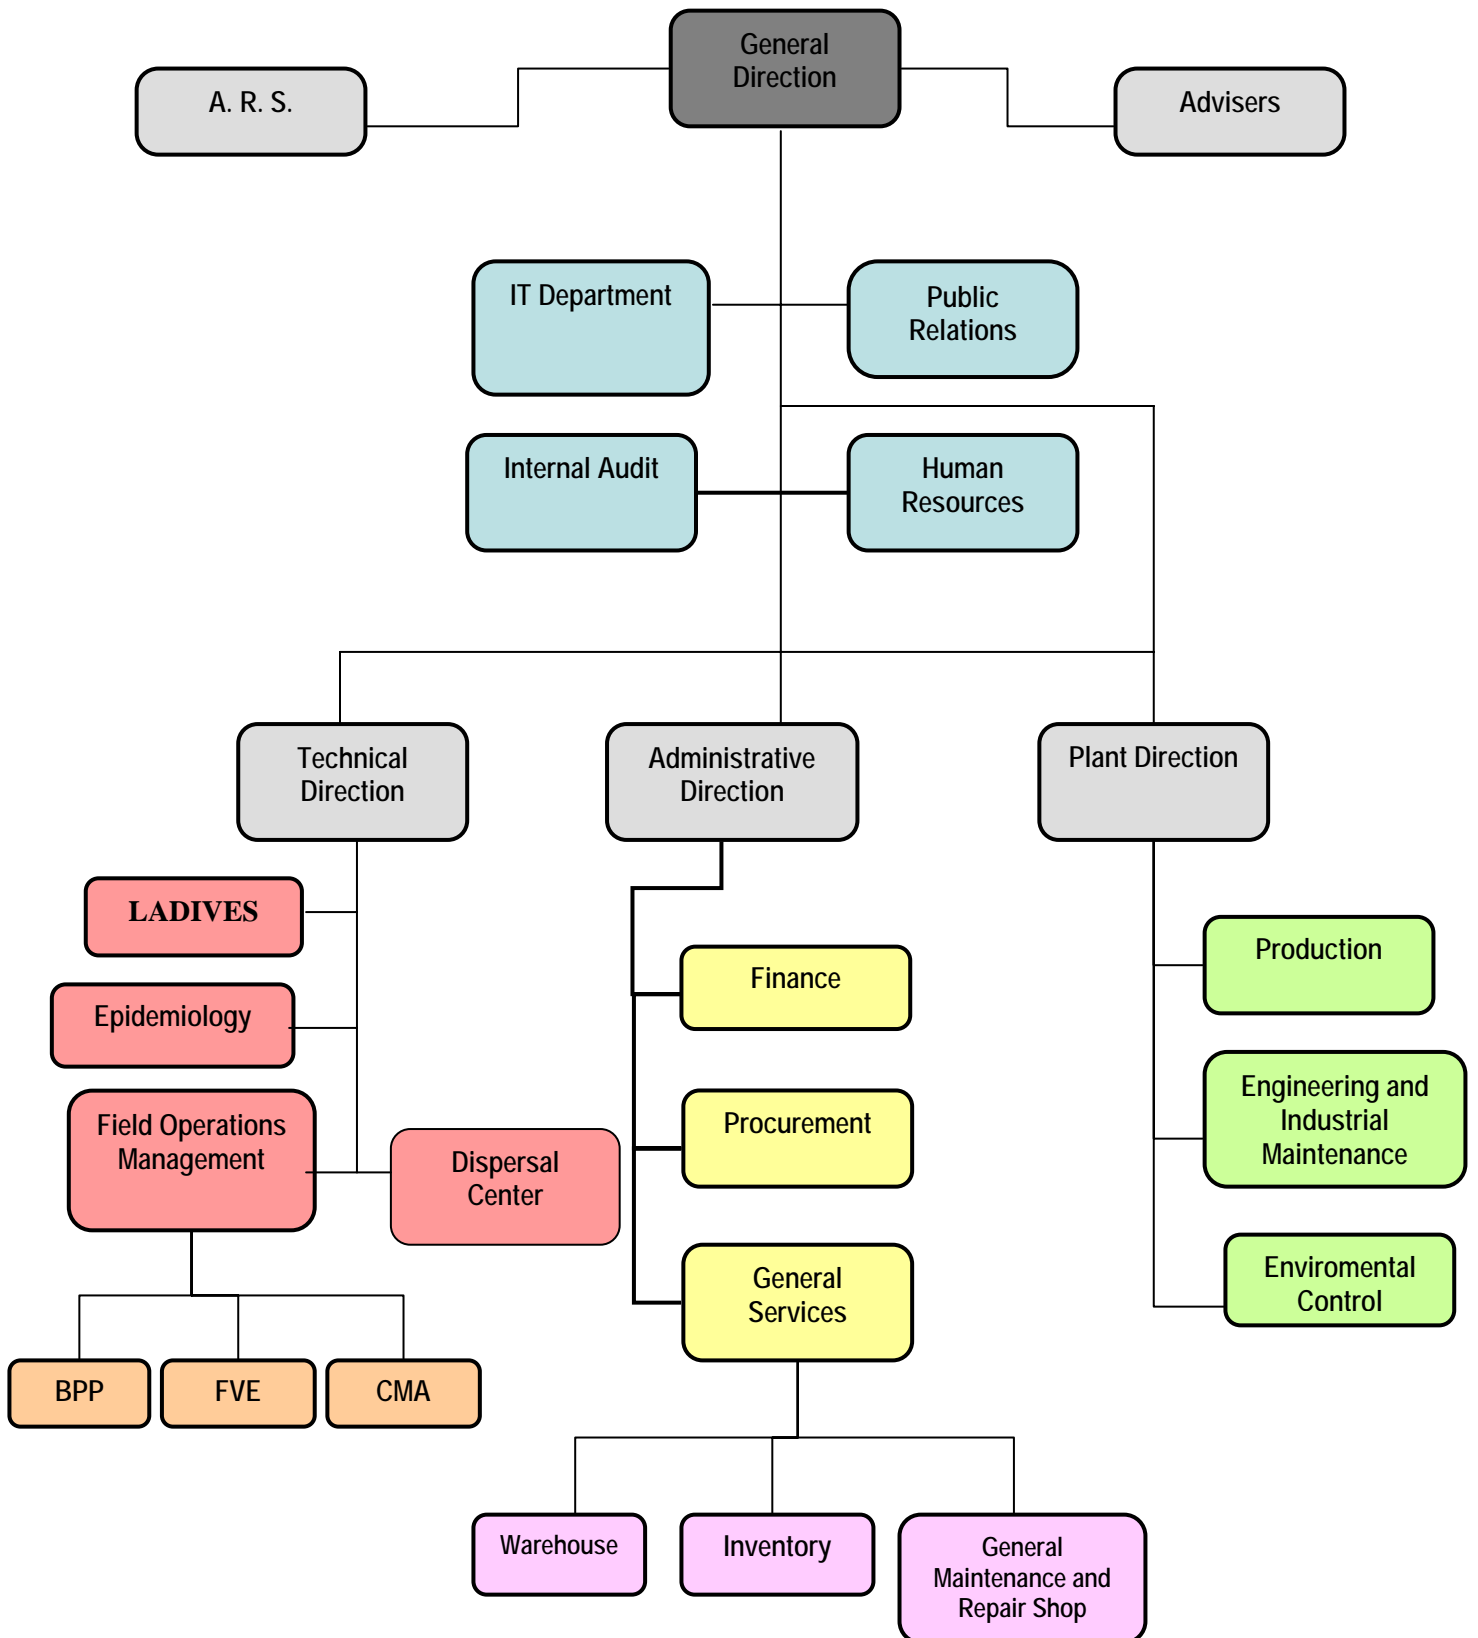 General
Direction
A. R. S.
Advisers
IT Department
Public
Relations
Internal Audit
Human
Resources
Technical
Direction
Administrative
Direction
Plant Direction
LADIVES
Finance
Production
Epidemiology
Field Operations
Management
Dispersal
Center
Procurement
Engineering and
Industrial
Maintenance
General
Services
Enviromental
Control
BPP
FVE
CMA
Warehouse
Inventory
General
Maintenance and
Repair Shop